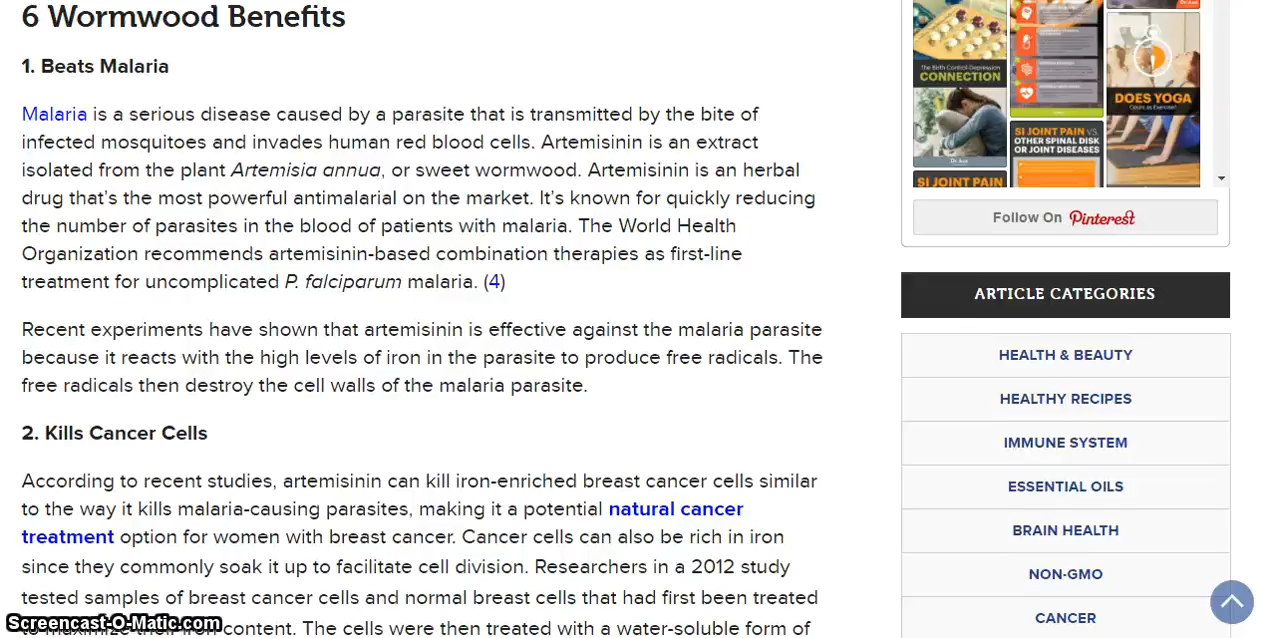 6 Wormwood Benefits
1. Beats Malaria
Malaria is a serious disease caused by a parasite that is transmitted by the bite of
infected mosquitoes and invades human red blood cells. Artemisinin is an extract
isolated from the plant Artemisia annua, or sweet wormwood. Artemisinin is an herbal
drug that's the most powerful antimalarial on the market. It's known for quickly reducing
the number of parasites in the blood of patients with malaria. The World Health
Organization recommends artemisinin-based combination therapies as first-line
treatment for uncomplicated P. falciparum malaria. (4)
Recent experiments have shown that artemisinin is effective against the malaria parasite
because it reacts with the high levels of iron in the parasite to produce free radicals. The
free radicals then destroy the cell walls of the malaria parasite.
2. Kills Cancer Cells
According to recent studies, artemisinin can kill iron-enriched breast cancer cells similar
to the way it kills malaria-causing parasites, making it a potential natural cancer
treatment option for women with breast cancer. Cancer cells can also be rich in iron
since they commonly soak it up to facilitate cell division. Researchers in a 2012 study
tested samples of breast cancer cells and normal breast cells that had first been treated
to maximize their iron content. The cells were then treated with a water-soluble form of
Screencast-O-Matic.com
The Birth Control-Depression
CONNECTION
SI JOINT PAIN
SI JOINT PAIN VS.
OTHER SPINAL DISK
OR JOINT DISEASES
DOES YOGA
Count as Exercise?
Follow On Pinterest
ARTICLE CATEGORIES
HEALTH & BEAUTY
HEALTHY RECIPES
IMMUNE SYSTEM
ESSENTIAL OILS
BRAIN HEALTH
NON-GMO
CANCER